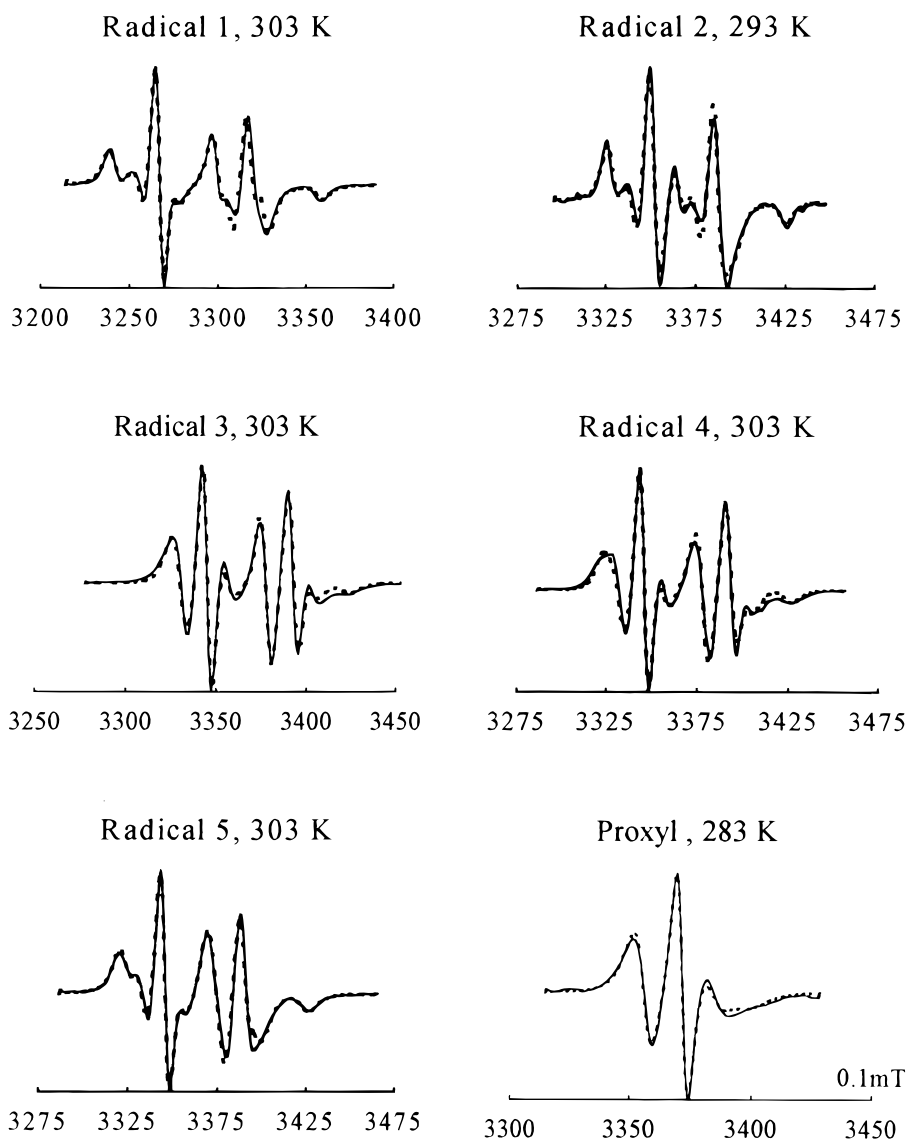 Radical 1, 303 K
Radical 2, 293 K
3200 3250 3300 3350 3400
3275 3325 3375 3425 3475
Radical 3, 303 K
Radical 4, 303 K
3250 3300 3350 3400 3450
3275 3325 3375 3425 3475
Radical 5, 303 K
Proxyl , 283 K
0.1mT
3275 3325 3375 3425 3475
3300 3350 3400 3450